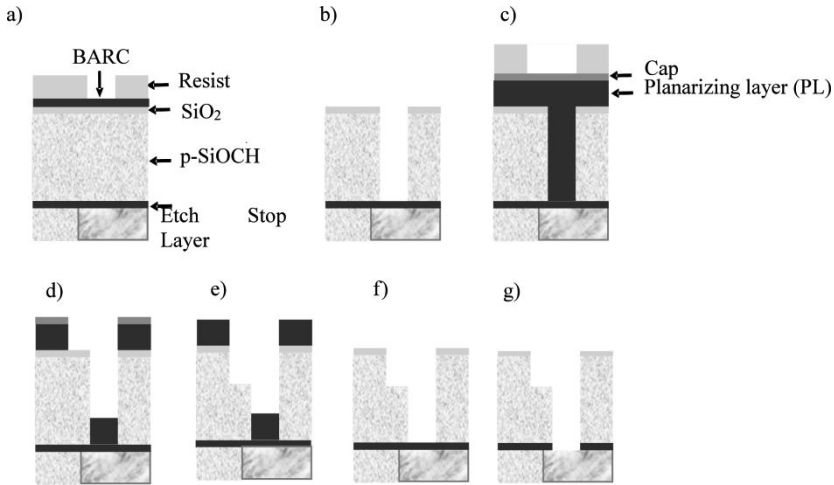 a)
BARC
Resist
SiO₂
p-SiOCH
Etch Stop
Layer
b)
c)
Cap
Planarizing layer (PL)
d)
e)
f)
g)